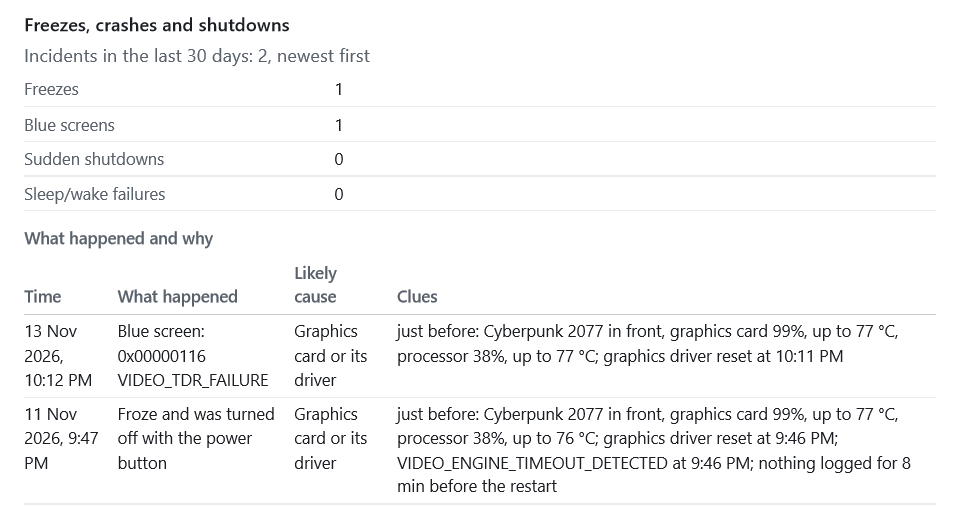 Freezes, crashes and shutdowns
Incidents in the last 30 days: 2, newest first
Freezes 1
Blue screens 1
Sudden shutdowns 0
Sleep/wake failures 0
What happened and why
Time What happened Likely cause Clues
13 Nov 2026, 10:12 PM Blue screen: 0x00000116 VIDEO_TDR_FAILURE Graphics card or its driver just before: Cyberpunk 2077 in front, graphics card 99%, up to 77 °C, processor 38%, up to 77 °C; graphics driver reset at 10:11 PM
11 Nov 2026, 9:47 PM Froze and was turned off with the power button Graphics card or its driver just before: Cyberpunk 2077 in front, graphics card 99%, up to 77 °C, processor 38%, up to 76 °C; graphics driver reset at 9:46 PM; VIDEO_ENGINE_TIMEOUT_DETECTED at 9:46 PM; nothing logged for 8 min before the restart